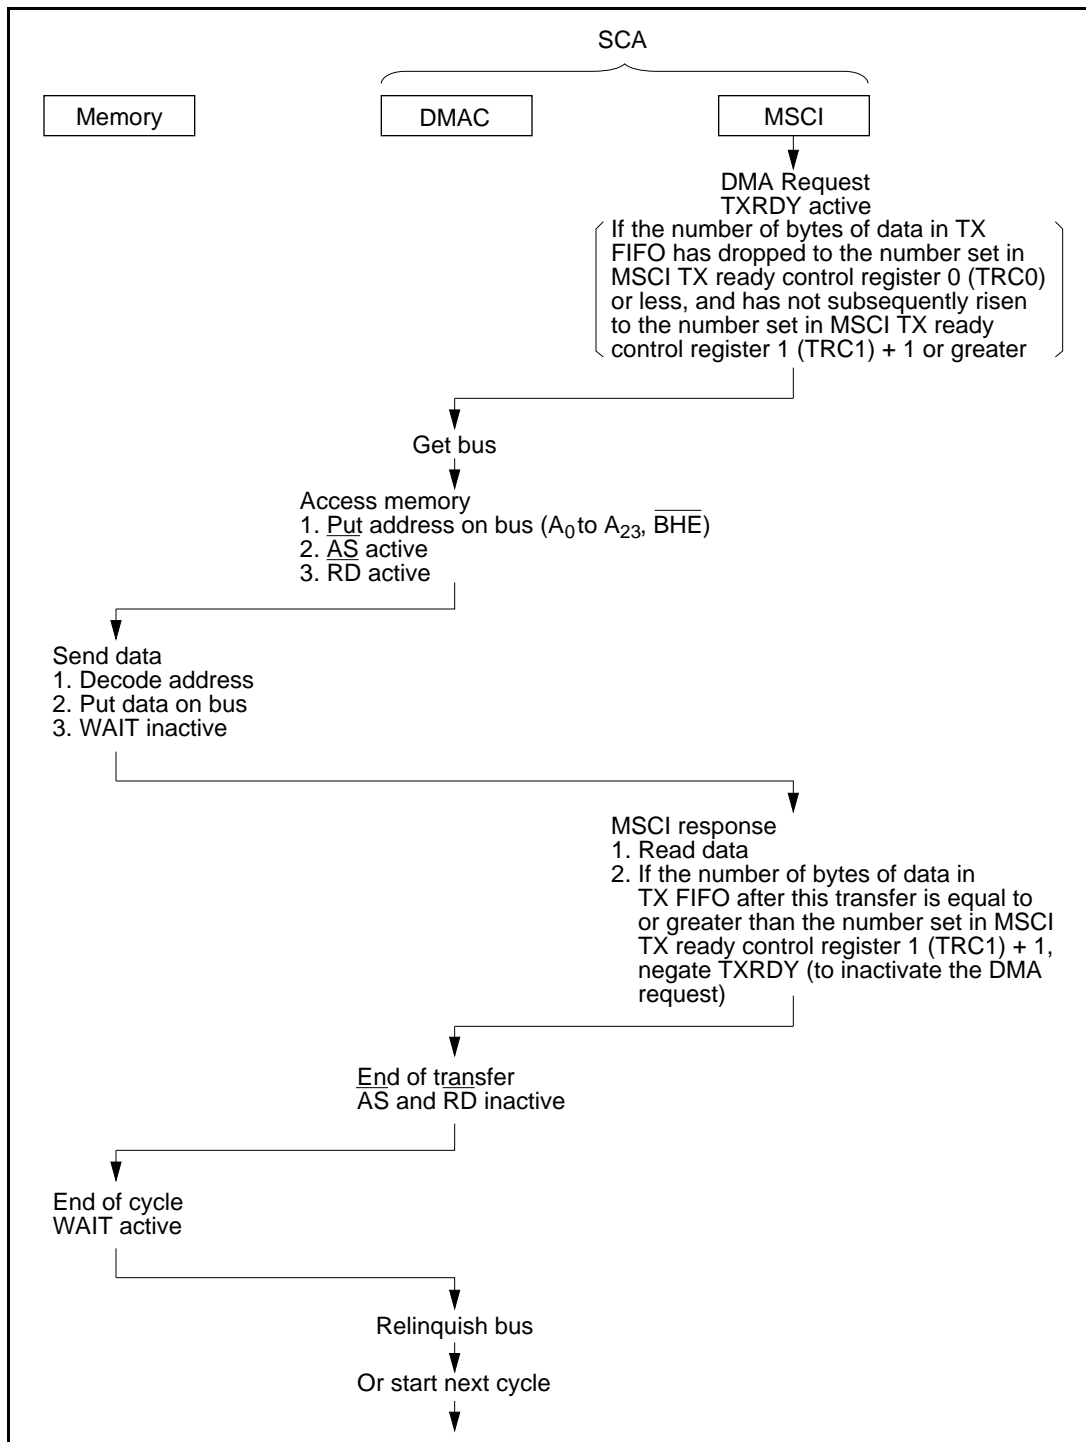 SCA
Memory
DMAC
MSCI
DMA Request
TXRDY active
If the number of bytes of data in TX
FIFO has dropped to the number set in
MSCI TX ready control register 0 (TRC0)
or less, and has not subsequently risen
to the number set in MSCI TX ready
control register 1 (TRC1) + 1 or greater
Get bus
Access memory
1. Put address on bus (A₀ to A₂₃, B̅H̅E̅)
2. A̅S̅ active
3. R̅D̅ active
Send data
1. Decode address
2. Put data on bus
3. WAIT inactive
MSCI response
1. Read data
2. If the number of bytes of data in
TX FIFO after this transfer is equal to
or greater than the number set in MSCI
TX ready control register 1 (TRC1) + 1,
negate TXRDY (to inactivate the DMA
request)
End of transfer
A̅S̅ and R̅D̅ inactive
End of cycle
WAIT active
Relinquish bus
Or start next cycle